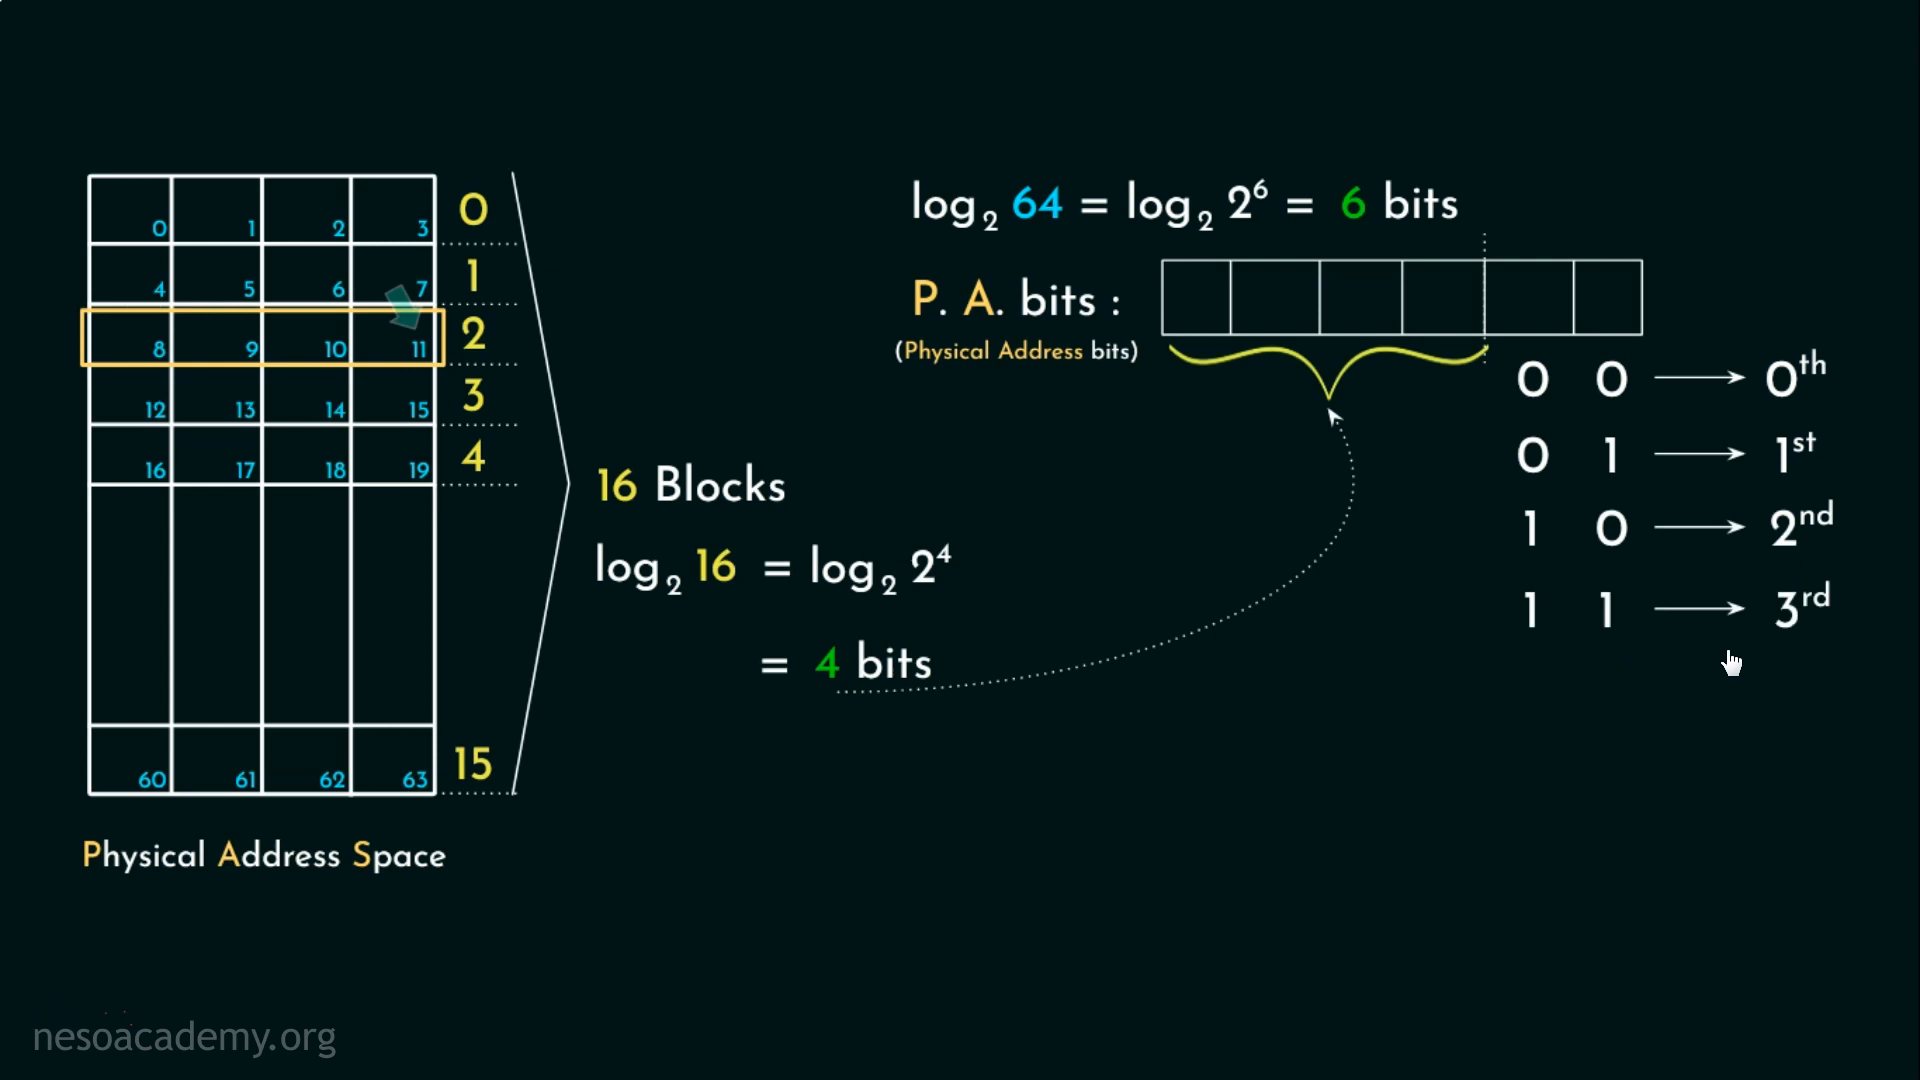 0 1 2 3 0
4 5 6 7 1
8 9 10 11 2
12 13 14 15 3
16 17 18 19 4
60 61 62 63 15
Physical Address Space
16 Blocks
log₂ 16 = log₂ 2⁴
= 4 bits
log₂ 64 = log₂ 2⁶ = 6 bits
P. A. bits :
(Physical Address bits)
0 0 → 0th
0 1 → 1st
1 0 → 2nd
1 1 → 3rd
nesoacademy.org